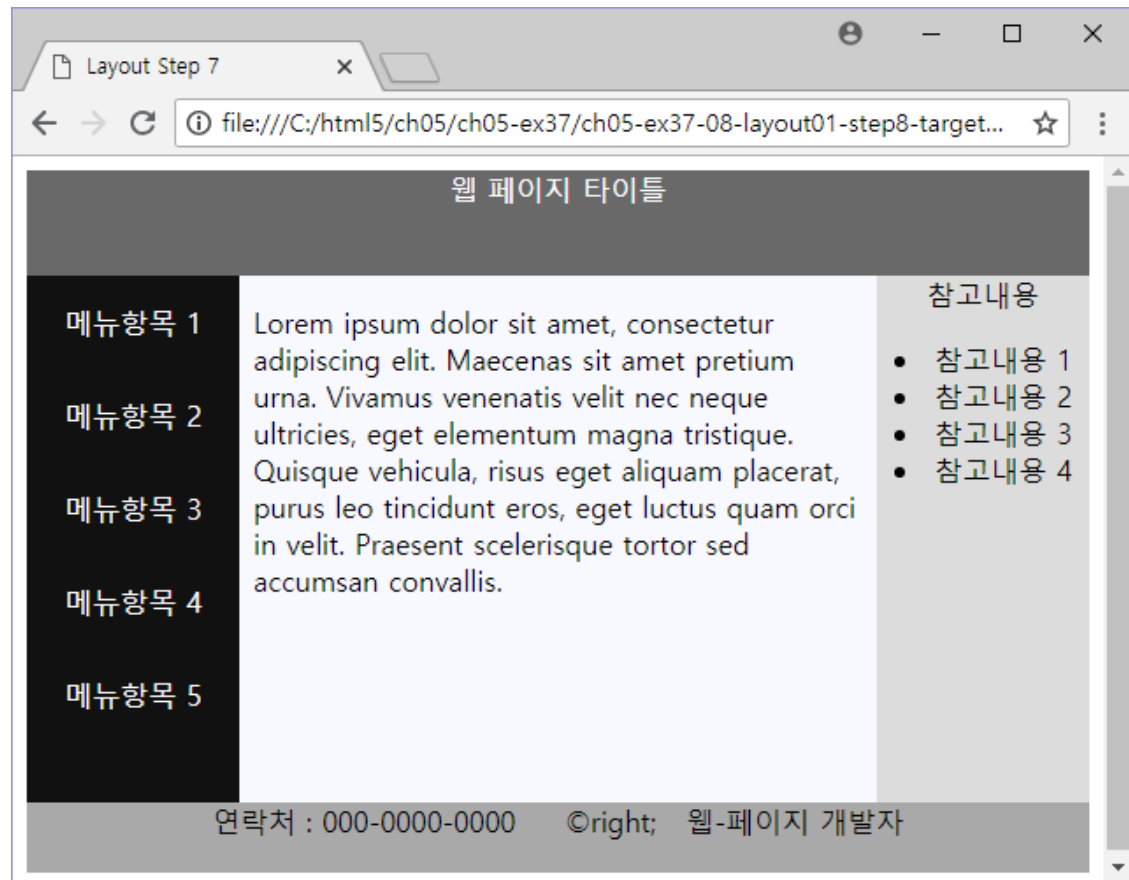 Layout Step 7
file:///C:/html5/ch05/ch05-ex37/ch05-ex37-08-layout01-step8-target...
웹 페이지 타이틀
메뉴항목 1
메뉴항목 2
메뉴항목 3
메뉴항목 4
메뉴항목 5
Lorem ipsum dolor sit amet, consectetur
adipiscing elit. Maecenas sit amet pretium
urna. Vivamus venenatis velit nec neque
ultricies, eget elementum magna tristique.
Quisque vehicula, risus eget aliquam placerat,
purus leo tincidunt eros, eget luctus quam orci
in velit. Praesent scelerisque tortor sed
accumsan convallis.
참고내용
• 참고내용 1
• 참고내용 2
• 참고내용 3
• 참고내용 4
연락처 : 000-0000-0000 ©right; 웹-페이지 개발자